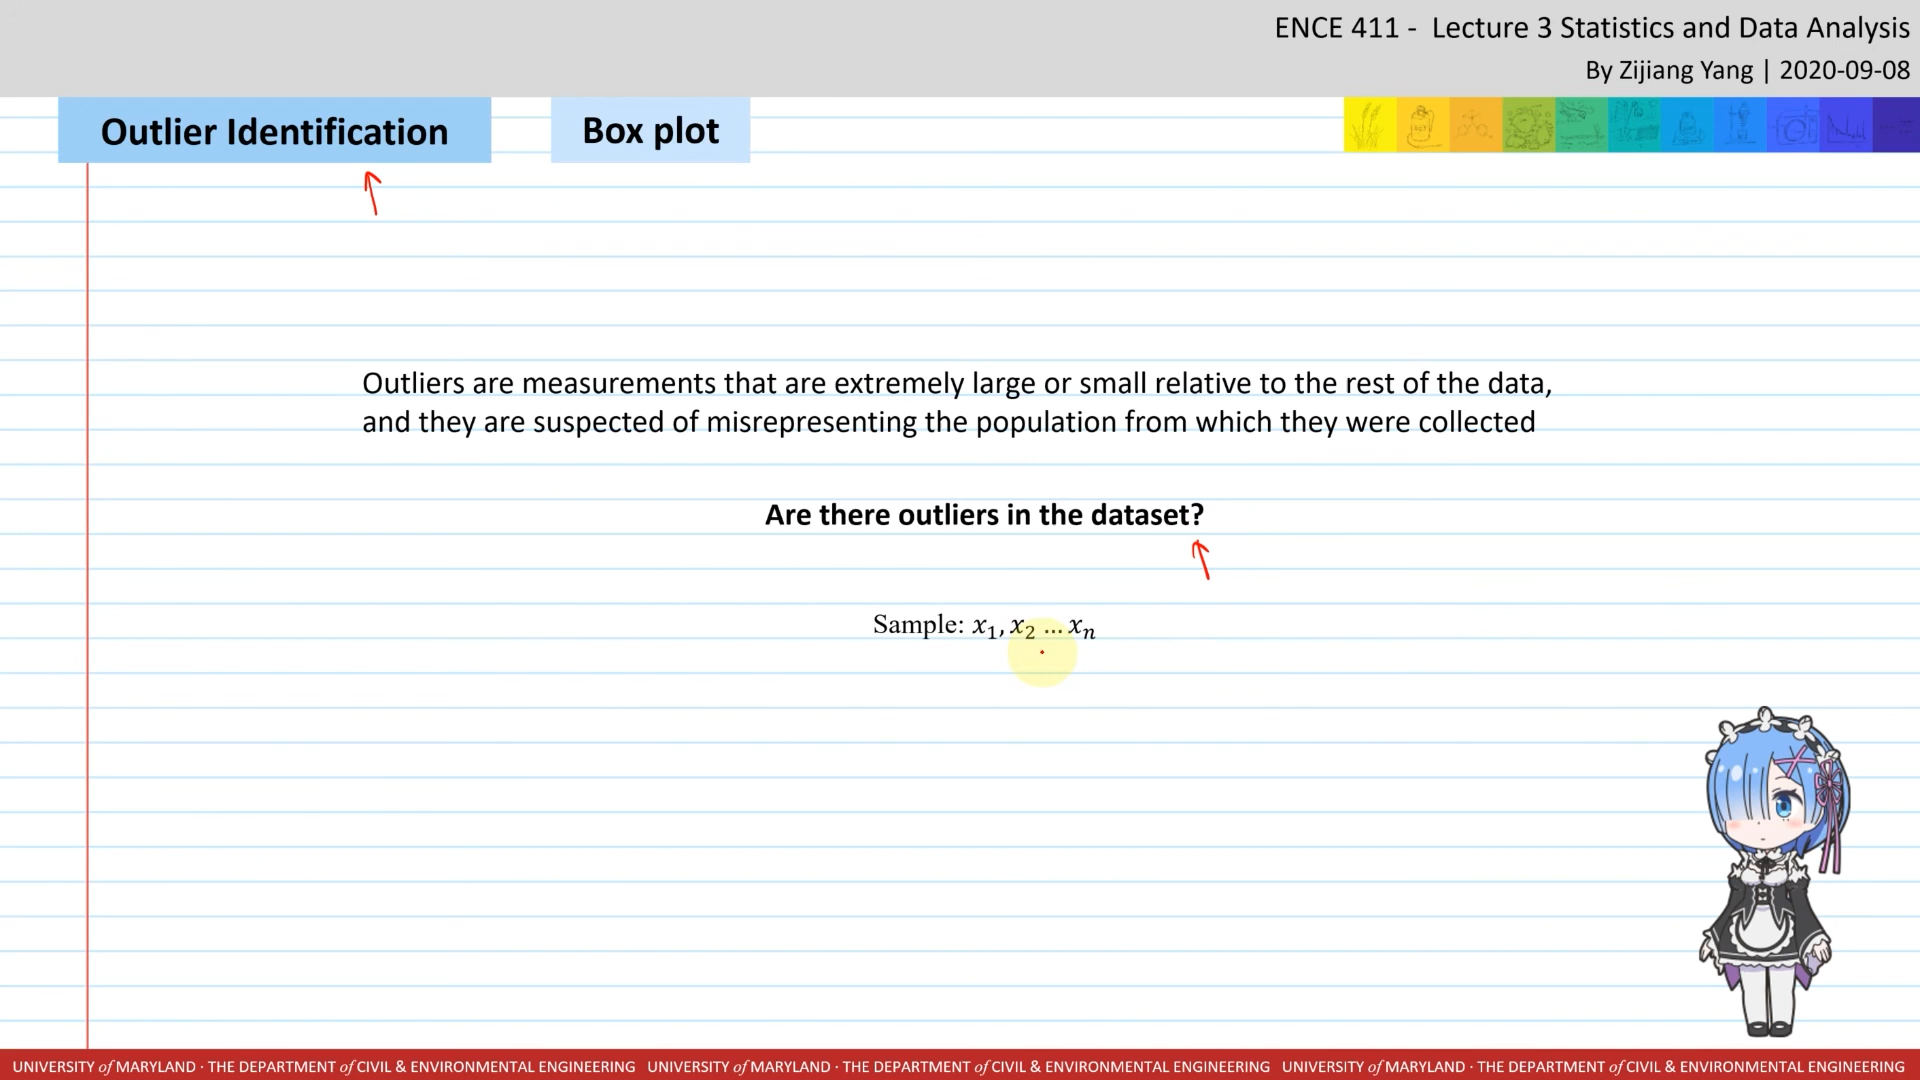 ENCE 411 - Lecture 3 Statistics and Data Analysis
By Zijiang Yang | 2020-09-08
Outlier Identification
Box plot
Outliers are measurements that are extremely large or small relative to the rest of the data,
and they are suspected of misrepresenting the population from which they were collected
Are there outliers in the dataset?
Sample: x₁, x₂ … xₙ
UNIVERSITY of MARYLAND · THE DEPARTMENT of CIVIL & ENVIRONMENTAL ENGINEERING UNIVERSITY of MARYLAND · THE DEPARTMENT of CIVIL & ENVIRONMENTAL ENGINEERING UNIVERSITY of MARYLAND · THE DEPARTMENT of CIVIL & ENVIRONMENTAL ENGINEERING